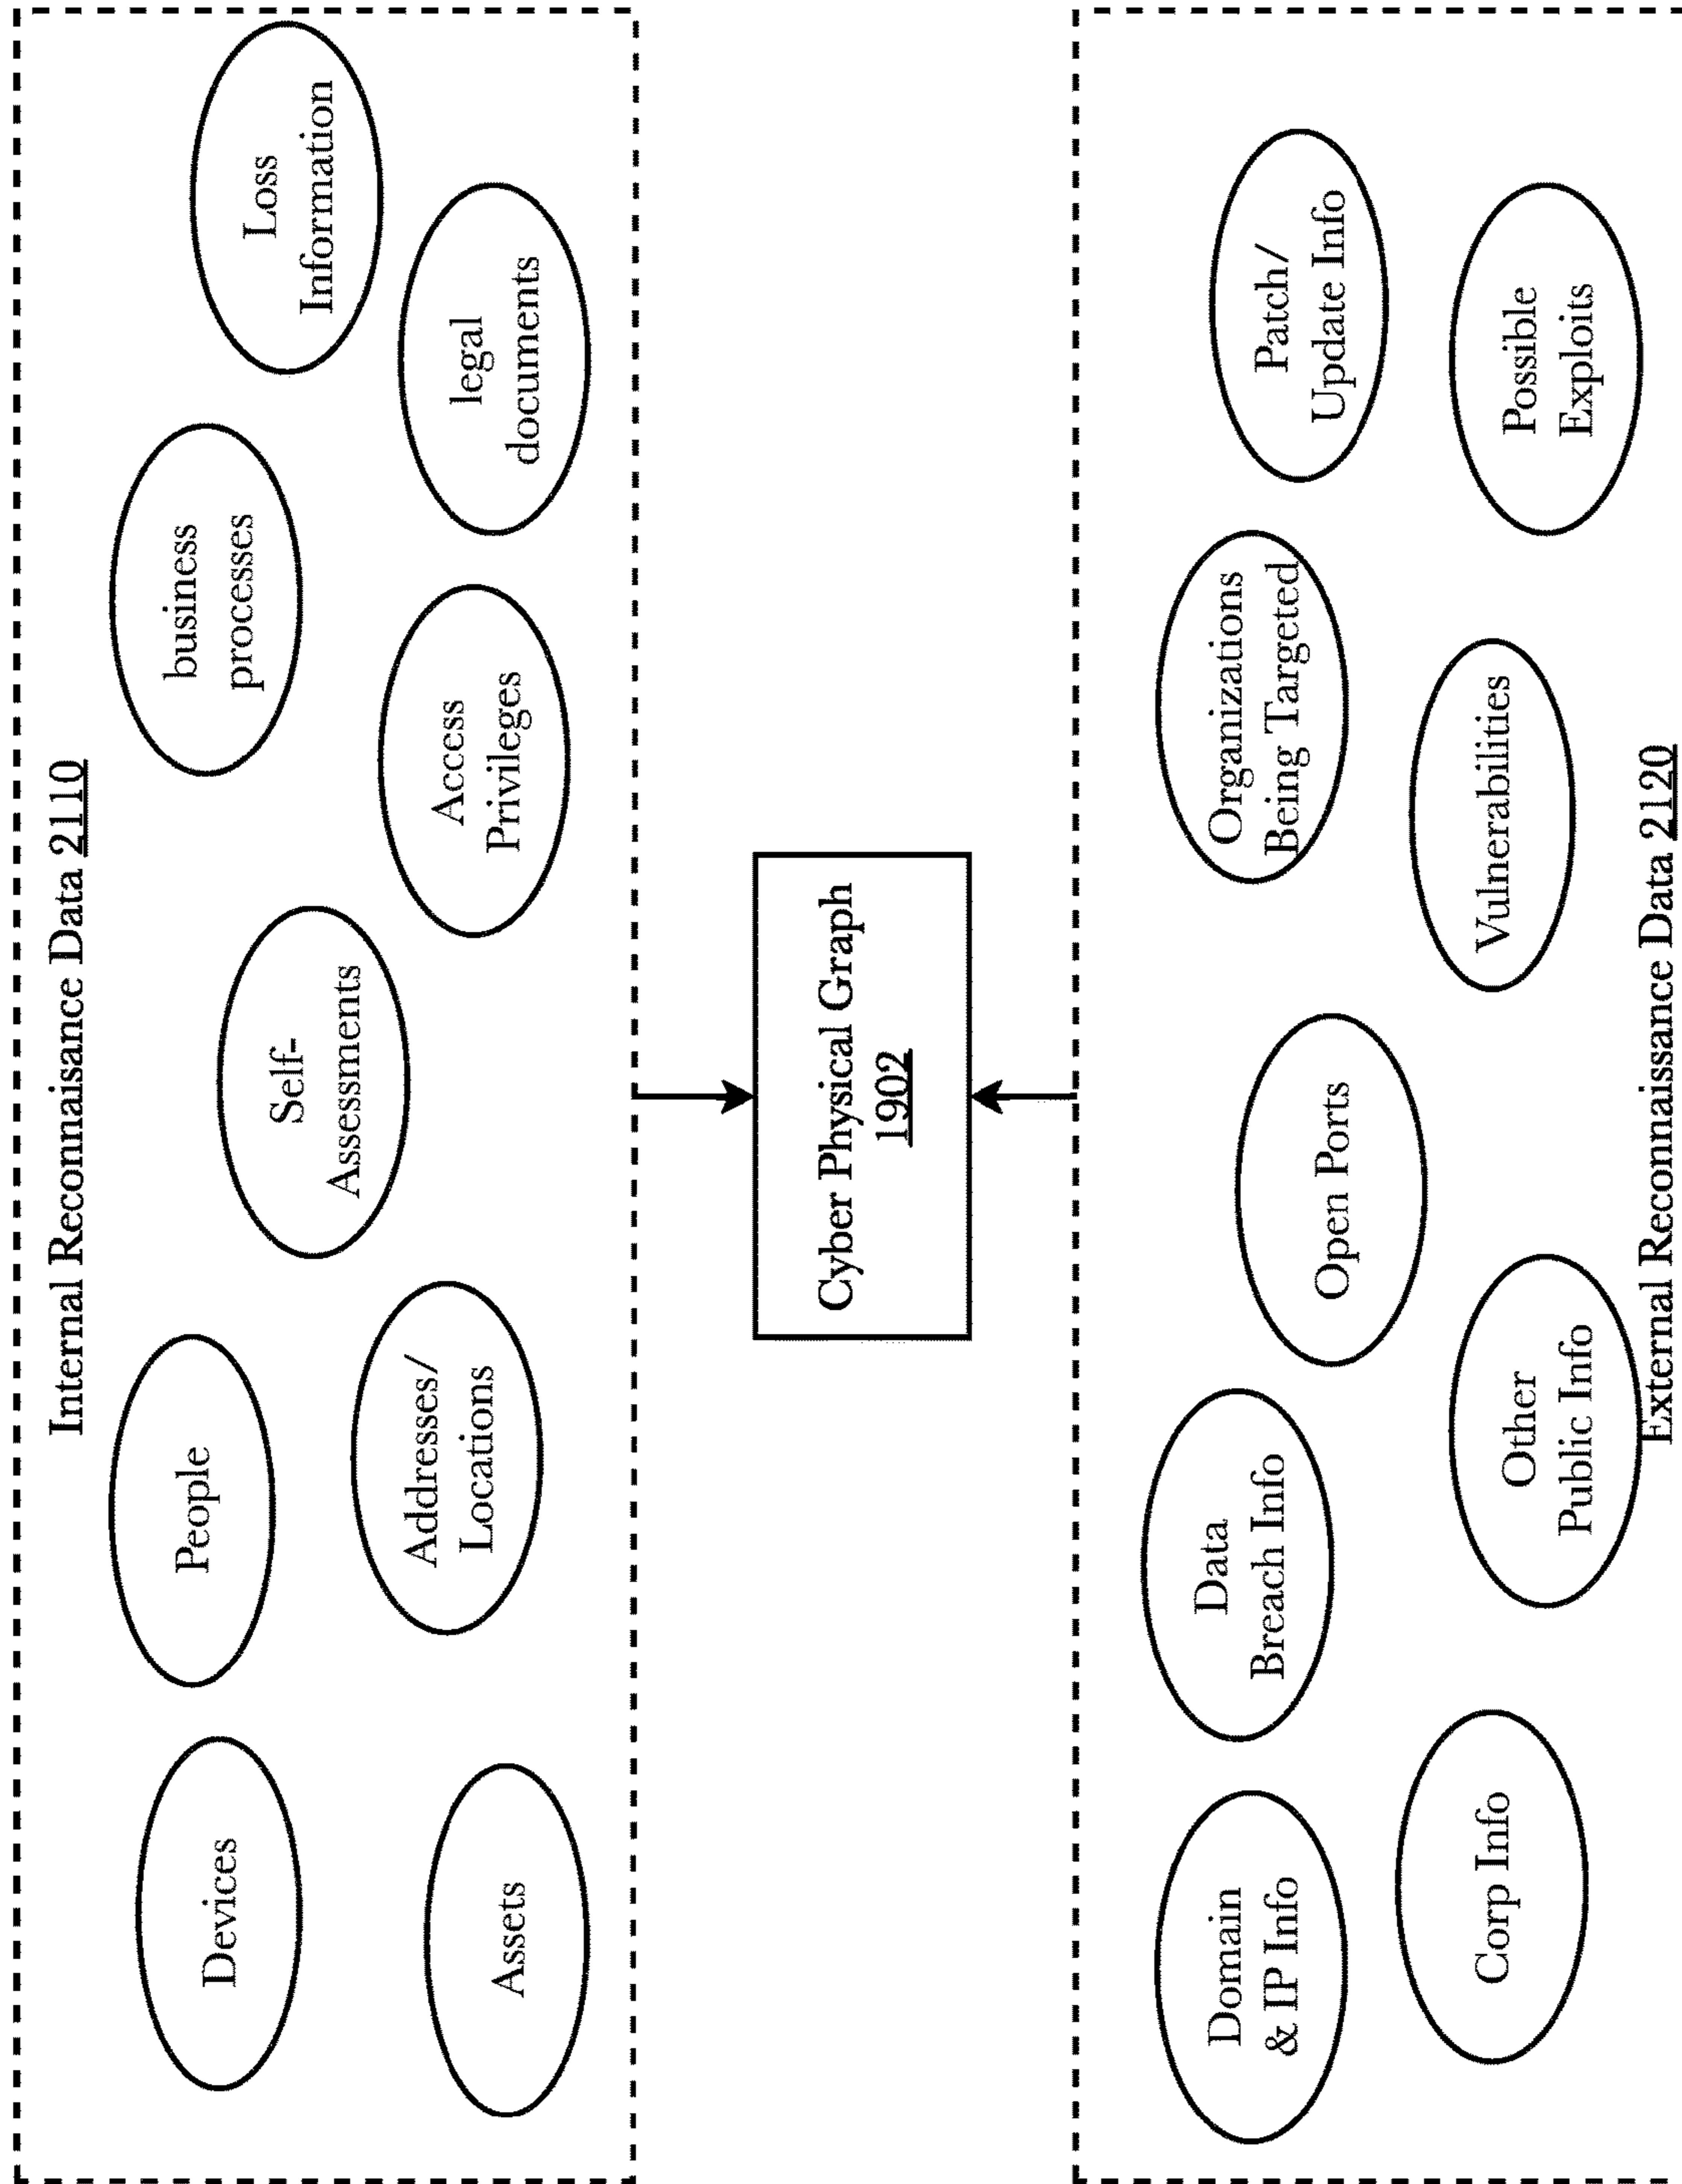 Internal Reconnaisance Data 2110
Devices
People
Self-
Assessments
business
processes
Loss
Information
Assets
Addresses/
Locations
Access
Privileges
legal
documents
Cyber Physical Graph
1902
Domain
& IP Info
Data
Breach Info
Open Ports
Organizations
Being Targeted
Patch/
Update Info
Corp Info
Other
Public Info
Vulnerabilities
Possible
Exploits
External Reconnaissance Data 2120